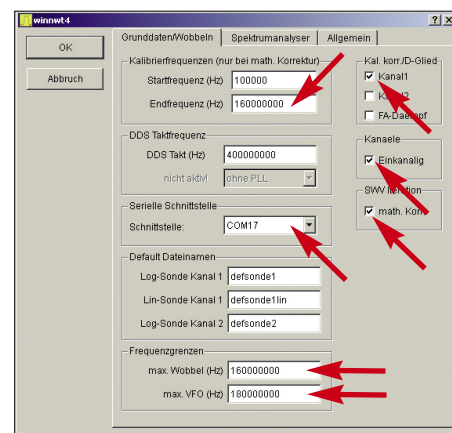 winnwt4
OK
Abbruch
Grunddaten/Wobbeln
Spektrumanalyser
Allgemein
Kalibrierfrequenzen (nur bei math. Korrektur)
Startfrequenz (Hz)
100000
Endfrequenz (Hz)
160000000
DDS Taktfrequenz
DDS Takt (Hz)
400000000
nicht aktiv!
ohne PLL
Serielle Schnittstelle
Schnittstelle:
COM17
Default Dateinamen
Log-Sonde Kanal 1
defsonde1
Lin-Sonde Kanal 1
defsonde1lin
Log-Sonde Kanal 2
defsonde2
Frequenzgrenzen
max. Wobbel (Hz)
160000000
max. VFO (Hz)
180000000
Kal. korr./D-Glied
Kanal1
Kanaele
Einkanalig
SWV
math.